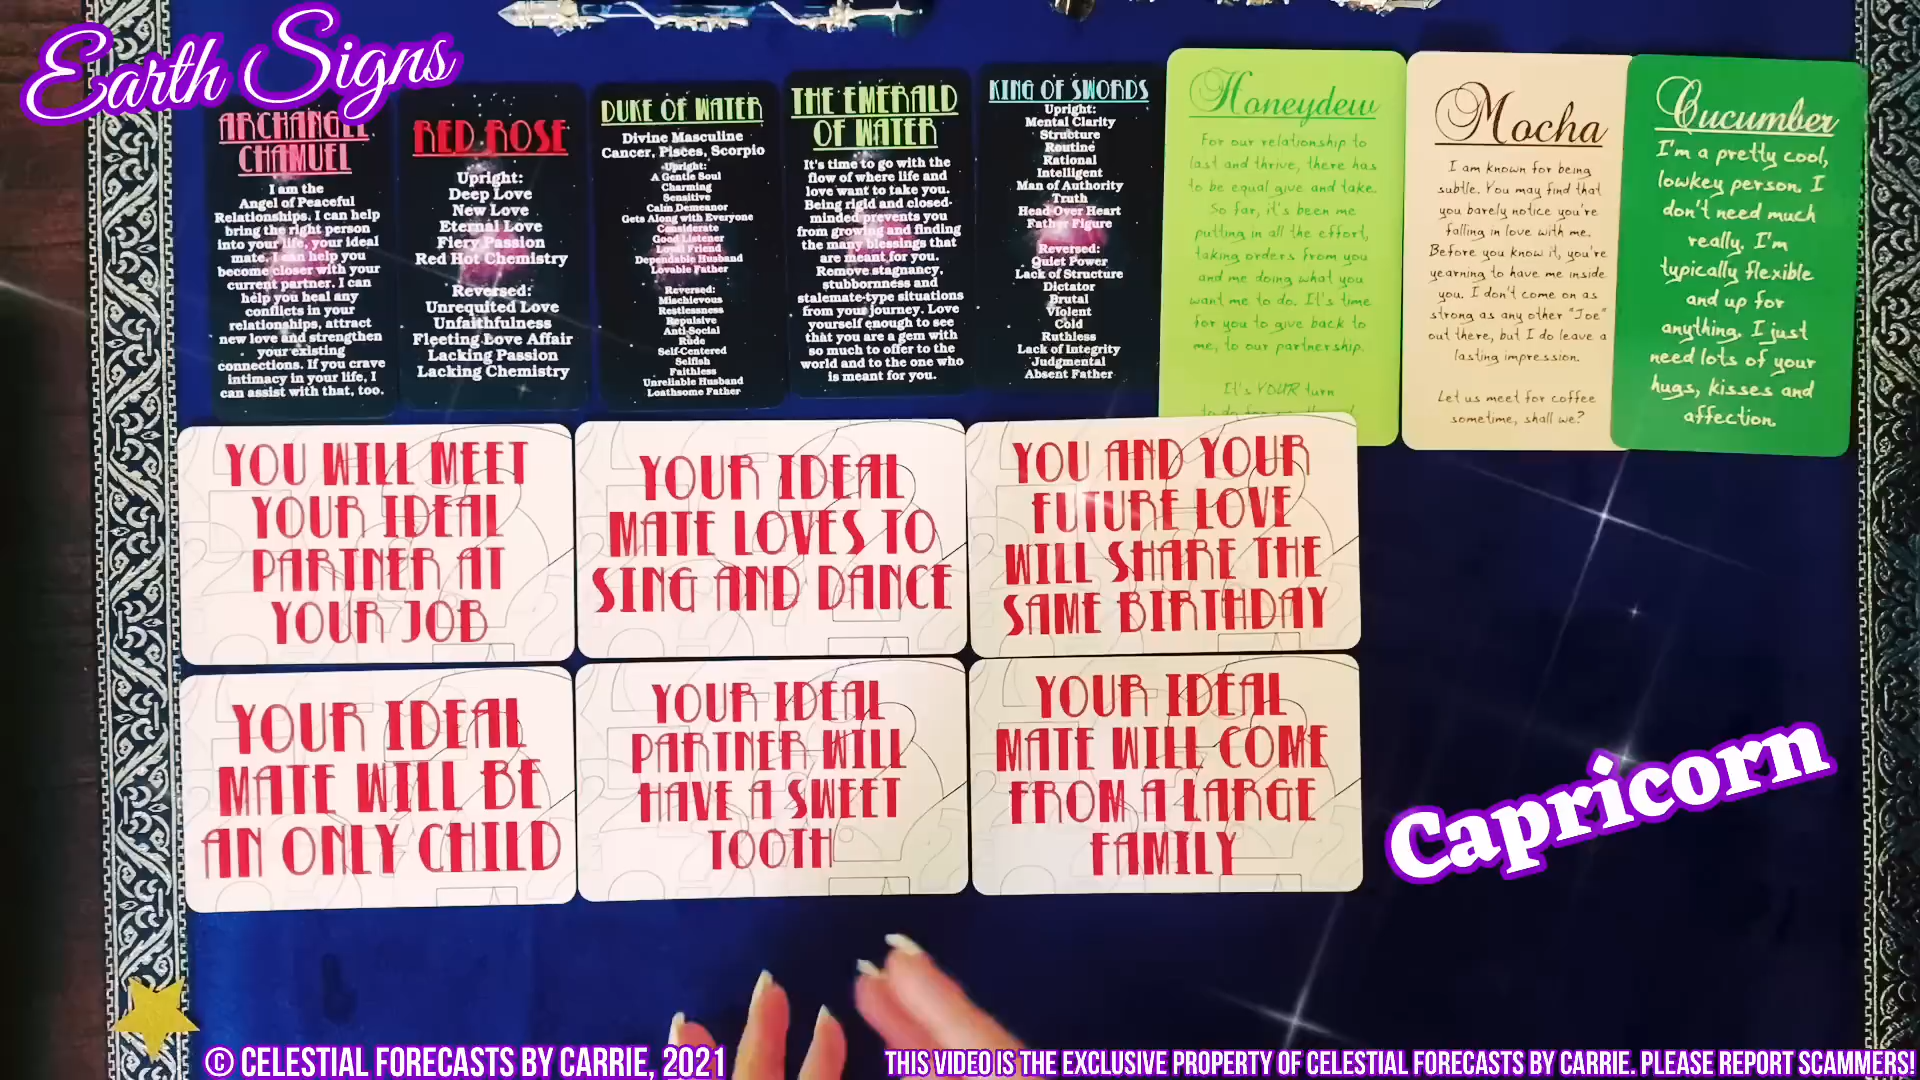 Earth Signs
ARCHANGEL
CHAMUEL
I am the
Angel of Peaceful
Relationships. I can help
bring the right person
into your life, your ideal
mate. I can help you
become closer with your
current partner. I can
help you heal any
conflicts in your
relationships, attract
new love and strengthen
your existing
connections. If you crave
intimacy in your life, I
can assist with that, too.
RED ROSE
Upright:
Deep Love
New Love
Eternal Love
Fiery Passion
Red Hot Chemistry
Reversed:
Unrequited Love
Unfaithfulness
Fleeting Love Affair
Lacking Passion
Lacking Chemistry
DUKE OF WATER
Divine Masculine
Cancer, Pisces, Scorpio
Upright:
A Gentle Soul
Charming
Sensitive
Calm Demeanor
Gets Along with Everyone
Considerate
Good Listener
Loyal Friend
Dependable Husband
Lovable Father
Reversed:
Mischievous
Restlessness
Repulsive
Anti-Social
Rude
Self-Centered
Selfish
Faithless
Unreliable Husband
Loathsome Father
THE EMERALD
OF WATER
It's time to go with the
flow of where life and
love want to take you.
Being rigid and closed-
minded prevents you
from growing and finding
the many blessings that
are meant for you.
Remove stagnancy,
stubbornness and
stalemate-type situations
from your journey. Love
yourself enough to see
that you are a gem with
so much to offer to the
world and to the one who
is meant for you.
KING OF SWORDS
Upright:
Mental Clarity
Structure
Routine
Rational
Intelligent
Man of Authority
Truth
Head Over Heart
Father Figure
Reversed:
Quiet Power
Lack of Structure
Dictator
Brutal
Violent
Cold
Ruthless
Lack of Integrity
Judgmental
Absent Father
Honeydew
For our relationship to
last and thrive, there has
to be equal give and take.
So far, it's been me
putting in all the effort,
taking orders from you
and me doing what you
want me to do. It's time
for you to give back to
me, to our partnership.
It's YOUR turn
Mocha
I am known for being
subtle. You may find that
you barely notice you're
falling in love with me.
Before you know it, you're
yearning to have me inside
you. I don't come on as
strong as any other "Joe"
out there, but I do leave a
lasting impression.
Let us meet for coffee
sometime, shall we?
Cucumber
I'm a pretty cool,
lowkey person. I
don't need much
really. I'm
typically flexible
and up for
anything. I just
need lots of your
hugs, kisses and
affection.
YOU WILL MEET
YOUR IDEAL
PARTNER AT
YOUR JOB
YOUR IDEAL
MATE LOVES TO
SING AND DANCE
YOU AND YOUR
FUTURE LOVE
WILL SHARE THE
SAME BIRTHDAY
YOUR IDEAL
MATE WILL BE
AN ONLY CHILD
YOUR IDEAL
PARTNER WILL
HAVE A SWEET
TOOTH
YOUR IDEAL
MATE WILL COME
FROM A LARGE
FAMILY
Capricorn
© CELESTIAL FORECASTS BY CARRIE, 2021
THIS VIDEO IS THE EXCLUSIVE PROPERTY OF CELESTIAL FORECASTS BY CARRIE. PLEASE REPORT SCAMMERS!